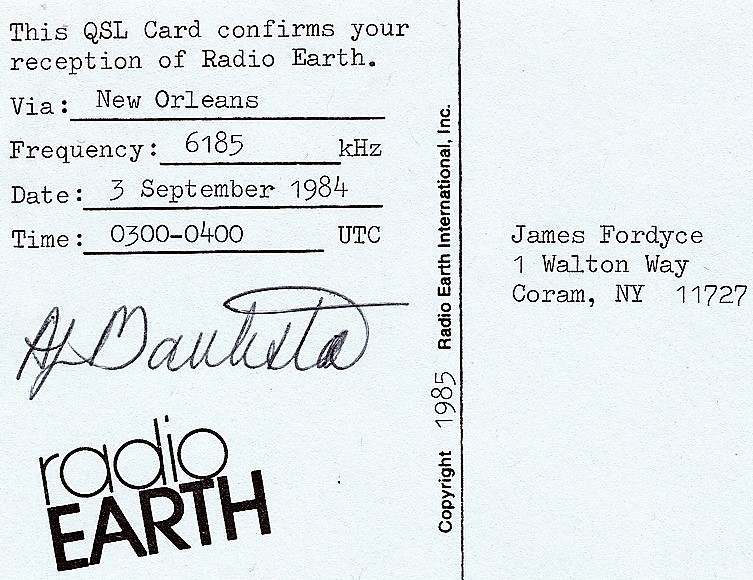 This QSL Card confirms your
reception of Radio Earth.
Via: New Orleans
Frequency: 6185 kHz
Date: 3 September 1984
Time: 0300-0400 UTC
radio
EARTH
Copyright 1985 Radio Earth International, Inc.
James Fordyce
1 Walton Way
Coram, NY 11727